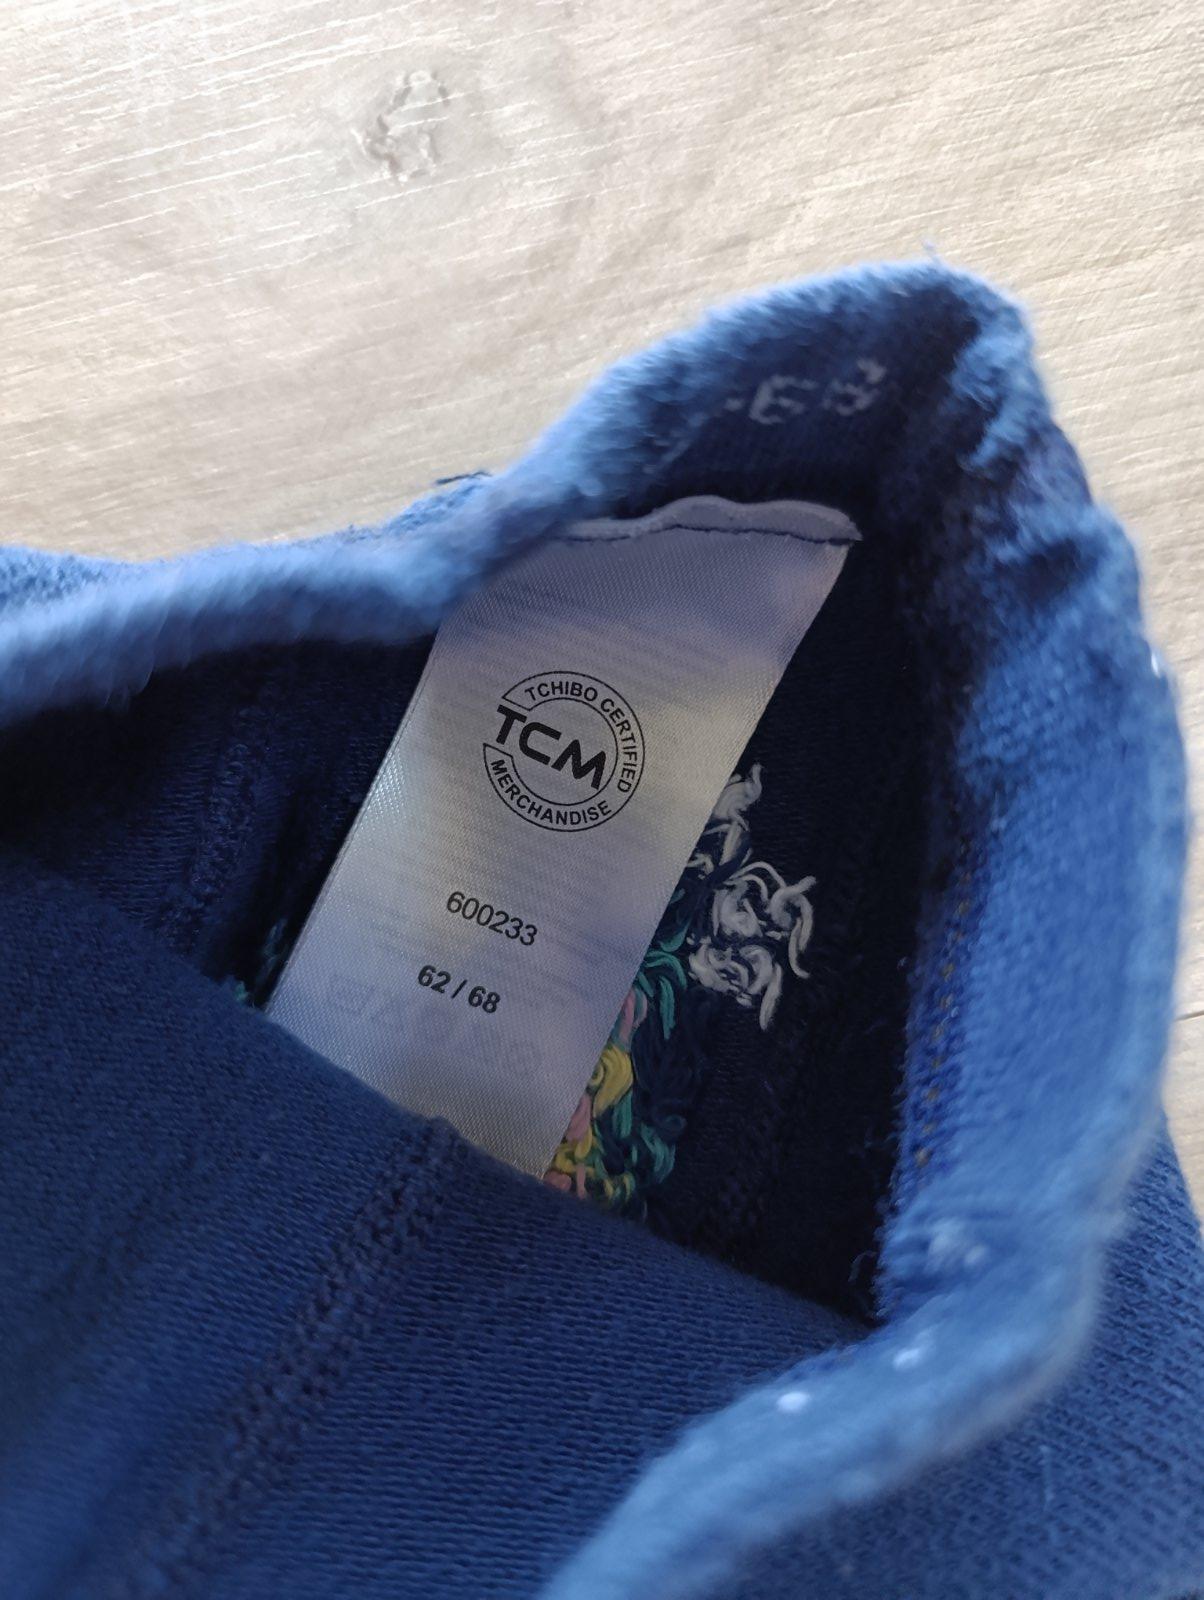 TCHIBO CERTIFIED
TCM
MERCHANDISE
600233
62 / 68